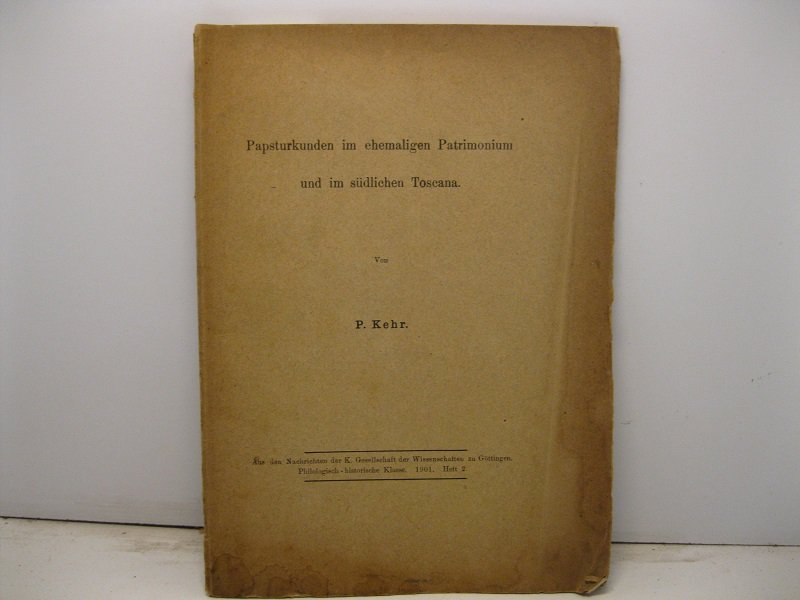 Papsturkunden im ehemaligen Patrimonium
und im südlichen Toscana.
Von
P. Kehr.
Aus den Nachrichten der K. Gesellschaft der Wissenschaften zu Göttingen.
Philologisch-historische Klasse. 1901. Heft 2